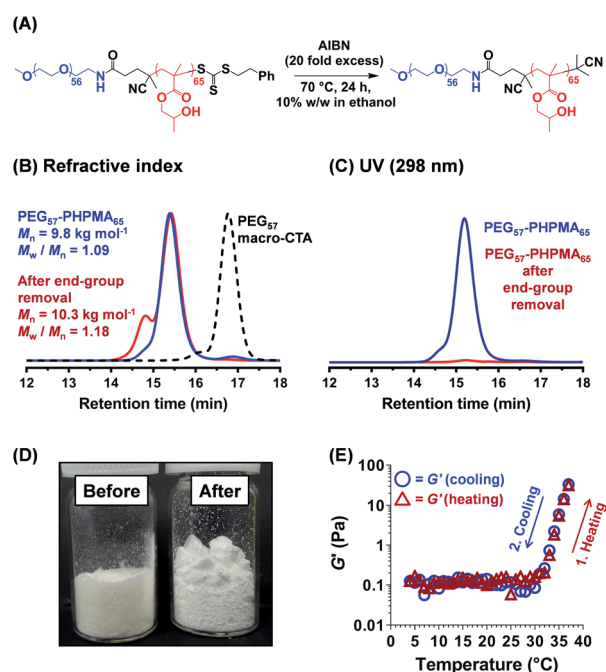 (A)
O
56
N
H
O
CN
65
S
S
S
Ph
O
O
OH
AIBN
(20 fold excess)
70 °C, 24 h,
10% w/w in ethanol
O
56
N
H
O
CN
65
CN
O
O
OH
(B) Refractive index
PEG57-PHPMA65
Mn = 9.8 kg mol-1
Mw / Mn = 1.09
PEG57
macro-CTA
After end-group
removal
Mn = 10.3 kg mol-1
Mw / Mn = 1.18
12 13 14 15 16 17 18
Retention time (min)
(C) UV (298 nm)
PEG57-PHPMA65
PEG57-PHPMA65
after
end-group
removal
12 13 14 15 16 17 18
Retention time (min)
(D)
Before
After
(E)
100
10
1
0.1
0.01
G' (Pa)
= G' (cooling)
= G' (heating)
2. Cooling
1. Heating
0 5 10 15 20 25 30 35 40
Temperature (°C)